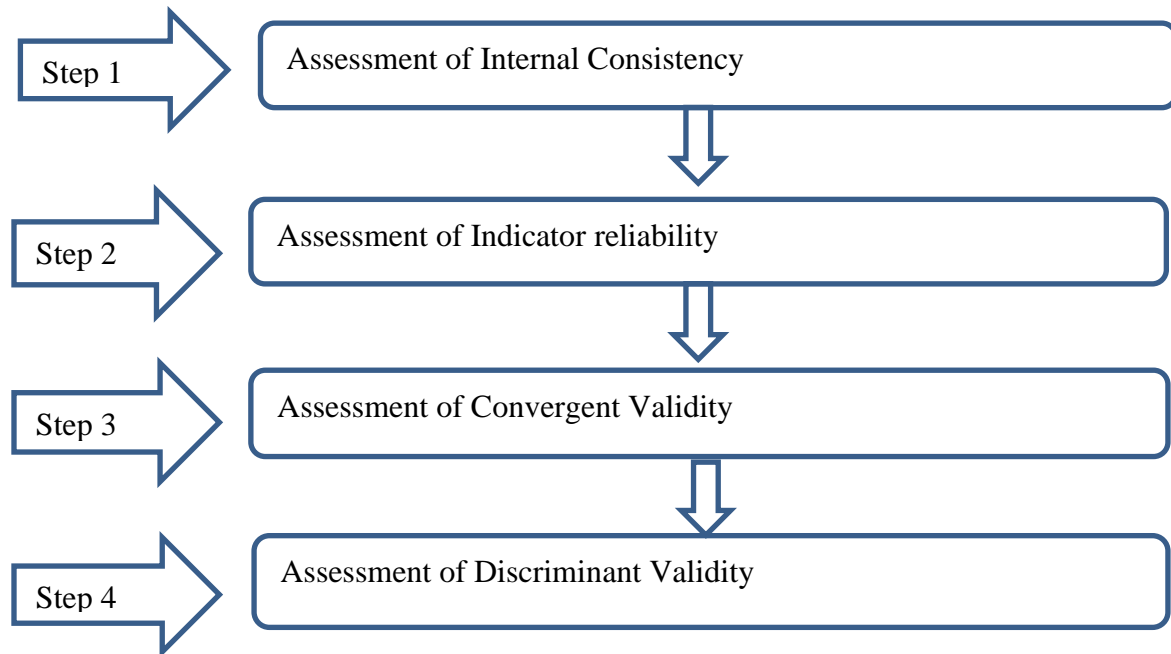 Step 1
Assessment of Internal Consistency
Step 2
Assessment of Indicator reliability
Step 3
Assessment of Convergent Validity
Step 4
Assessment of Discriminant Validity